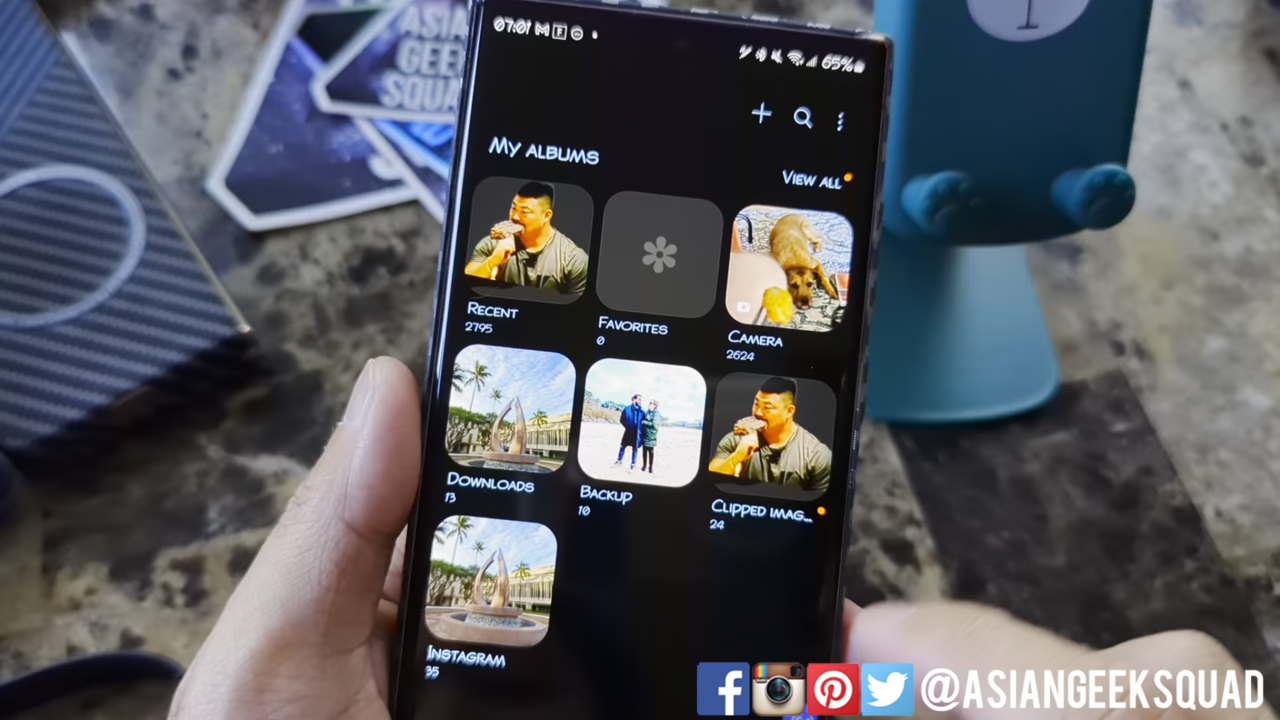 ASIAN
GEEK
SQUA
07:01
65%
My albums
View all
Recent
2795
Favorites
0
Camera
2624
Downloads
13
Backup
10
Clipped imag...
24
Instagram
35
@ASIANGEEKSQUAD